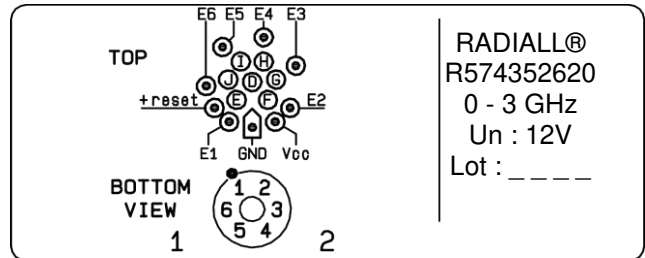 E6 E5 E4 E3
TOP
I H
J D G
E F
+reset E2
E1 GND Vcc
BOTTOM
VIEW
1 2
6 3
5 4
1 2
RADIALL®
R574352620
0 - 3 GHz
Un : 12V
Lot : _ _ _ _